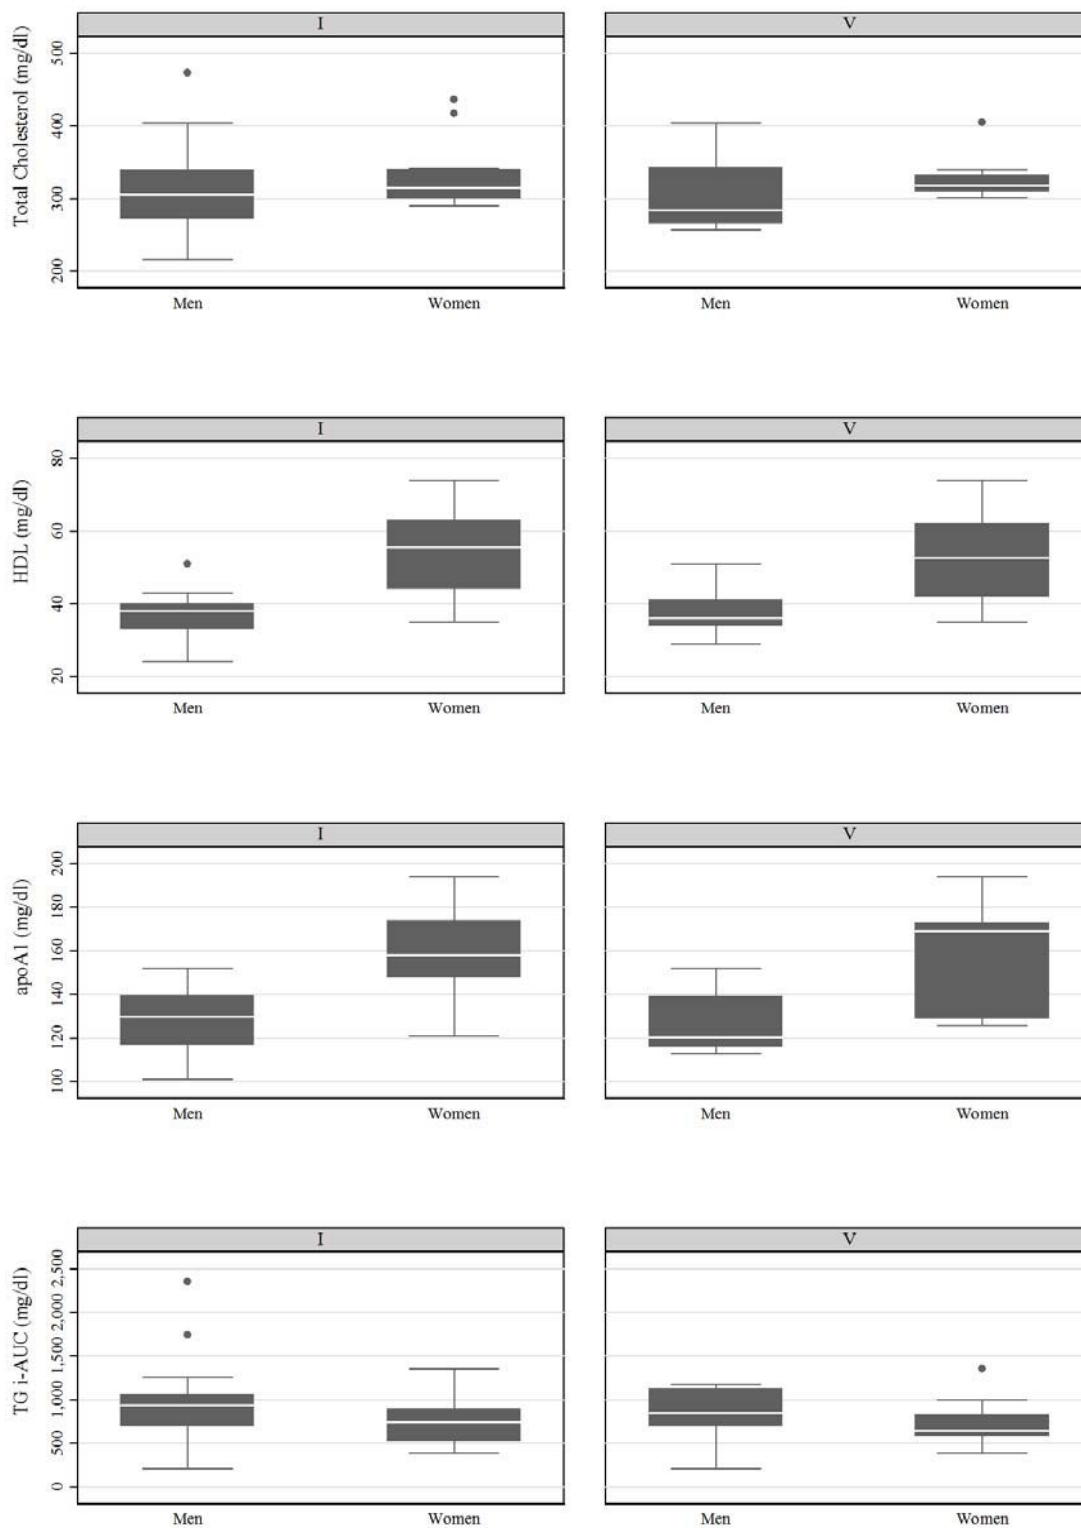 I V
Total Cholesterol (mg/dl)
500
400
300
200
Men Women Men Women
I V
HDL (mg/dl)
80
60
40
20
Men Women Men Women
I V
apoA1 (mg/dl)
200
180
160
140
120
100
Men Women Men Women
I V
TG i-AUC (mg/dl)
2,500
2,000
1,500
1,000
500
0
Men Women Men Women